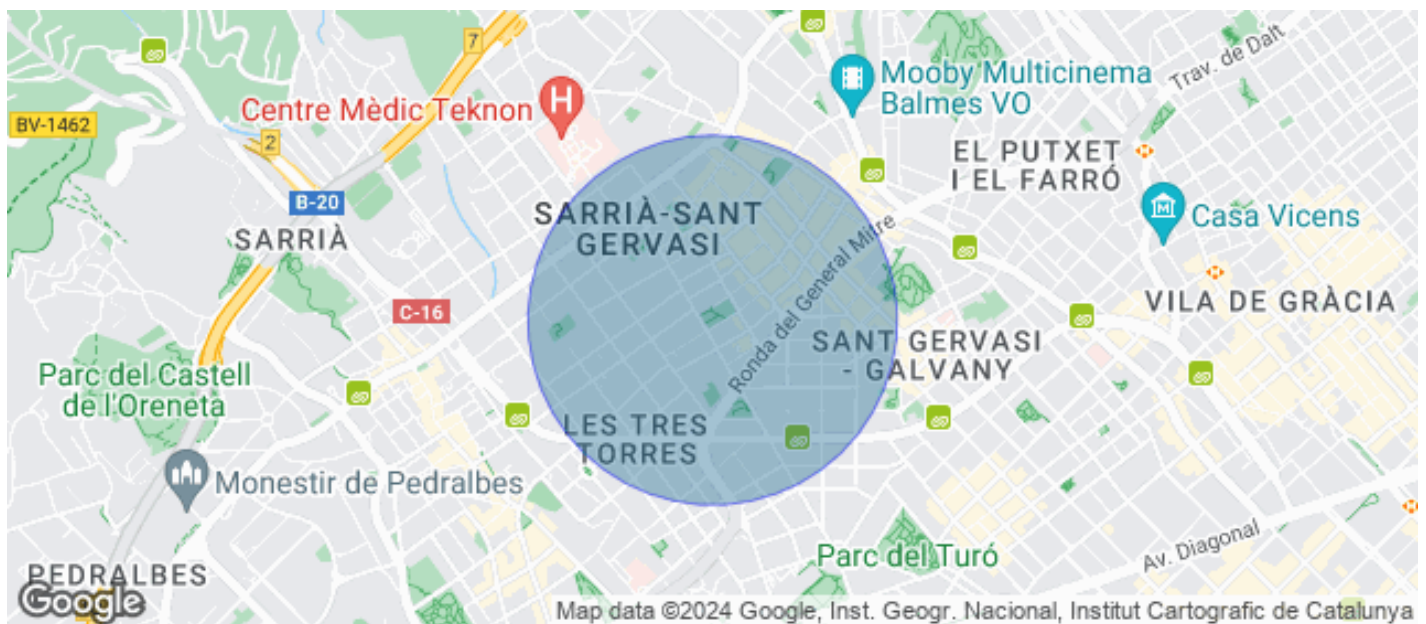 7
Mooby Multicinema
Balmes VO
Trav. de Dalt
Centre Mèdic Teknon
H
BV-1462
2
EL PUTXET
I EL FARRÓ
B-20
SARRIÀ-SANT
GERVASI
Casa Vicens
SARRIÀ
Ronda del General Mitre
C-16
VILA DE GRÀCIA
SANT GERVASI
- GALVANY
Parc del Castell
de l'Oreneta
LES TRES
TORRES
Monestir de Pedralbes
Parc del Turó
Av. Diagonal
PEDRALBES
Google
Map data ©2024 Google, Inst. Geogr. Nacional, Institut Cartografic de Catalunya